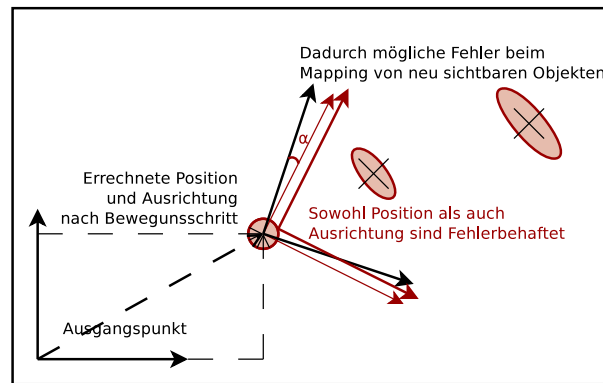 Dadurch mögliche Fehler beim
Mapping von neu sichtbaren Objekten
α
Errechnete Position
und Ausrichtung
nach Bewegunsschritt
Sowohl Position als auch
Ausrichtung sind Fehlerbehaftet
Ausgangspunkt